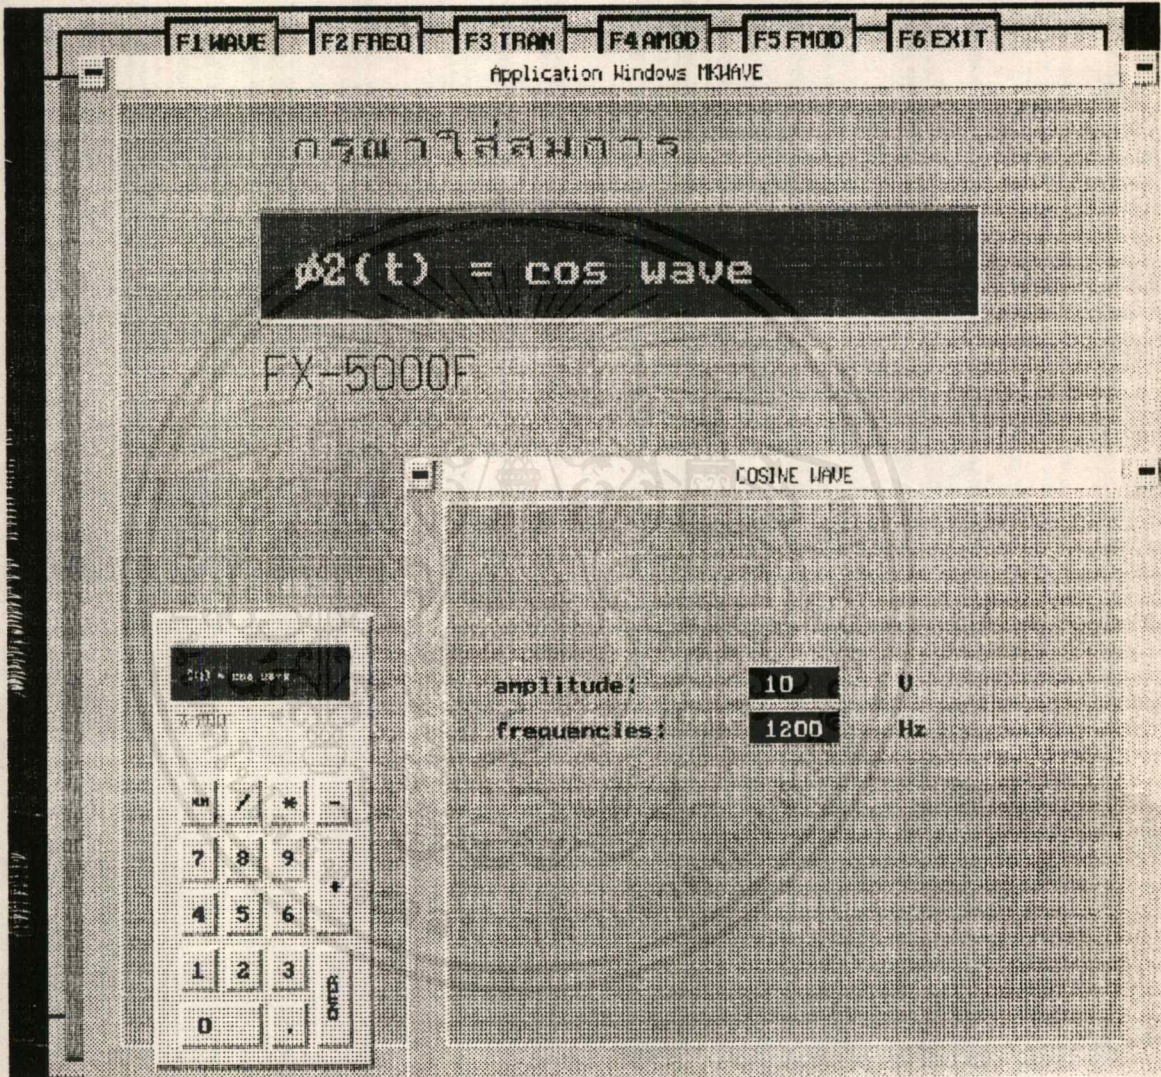 F1 WAVE F2 FREQ F3 TRAN F4 AMOD F5 FMOD F6 EXIT
Application Windows MKWAVE
กรุณาใส่สมการ
ø2(t) = cos wave
FX-5000F
COSINE WAVE
amplitude: 10 V
frequencies: 1200 Hz
/ * -
7 8 9 +
4 5 6
1 2 3
0 .